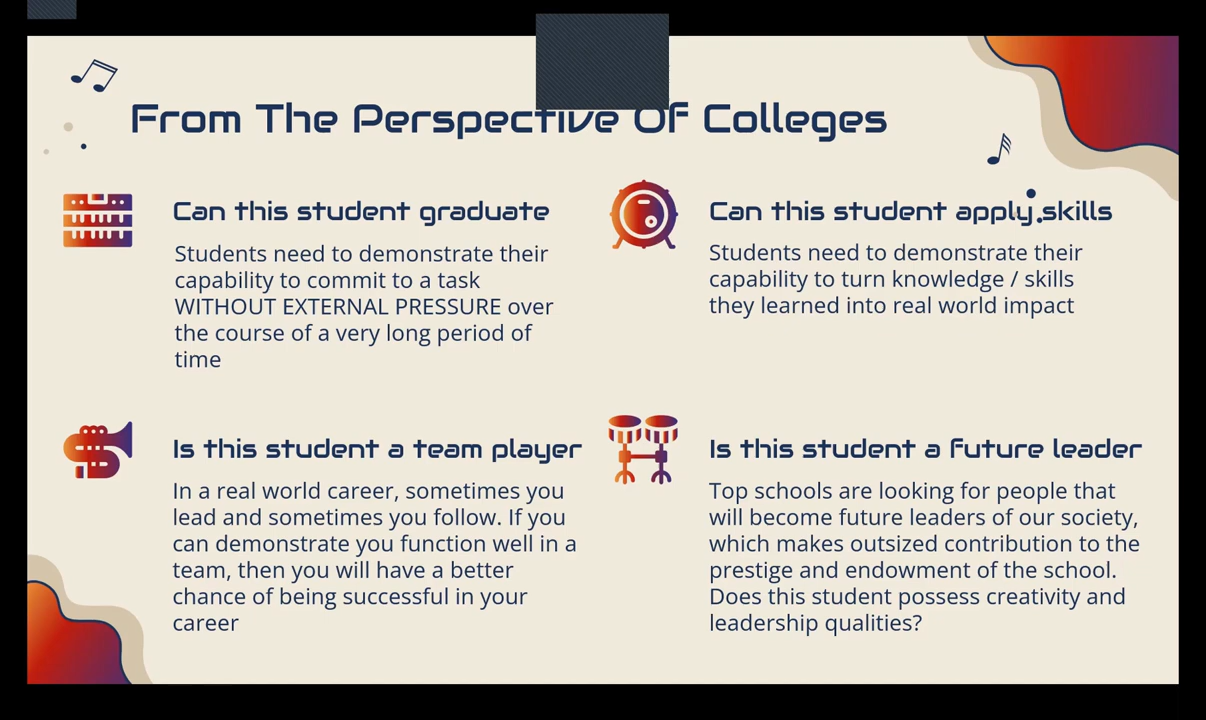 From The Perspective Of Colleges
Can this student graduate
Students need to demonstrate their
capability to commit to a task
WITHOUT EXTERNAL PRESSURE over
the course of a very long period of
time
Can this student apply skills
Students need to demonstrate their
capability to turn knowledge / skills
they learned into real world impact
Is this student a team player
In a real world career, sometimes you
lead and sometimes you follow. If you
can demonstrate you function well in a
team, then you will have a better
chance of being successful in your
career
Is this student a future leader
Top schools are looking for people that
will become future leaders of our society,
which makes outsized contribution to the
prestige and endowment of the school.
Does this student possess creativity and
leadership qualities?